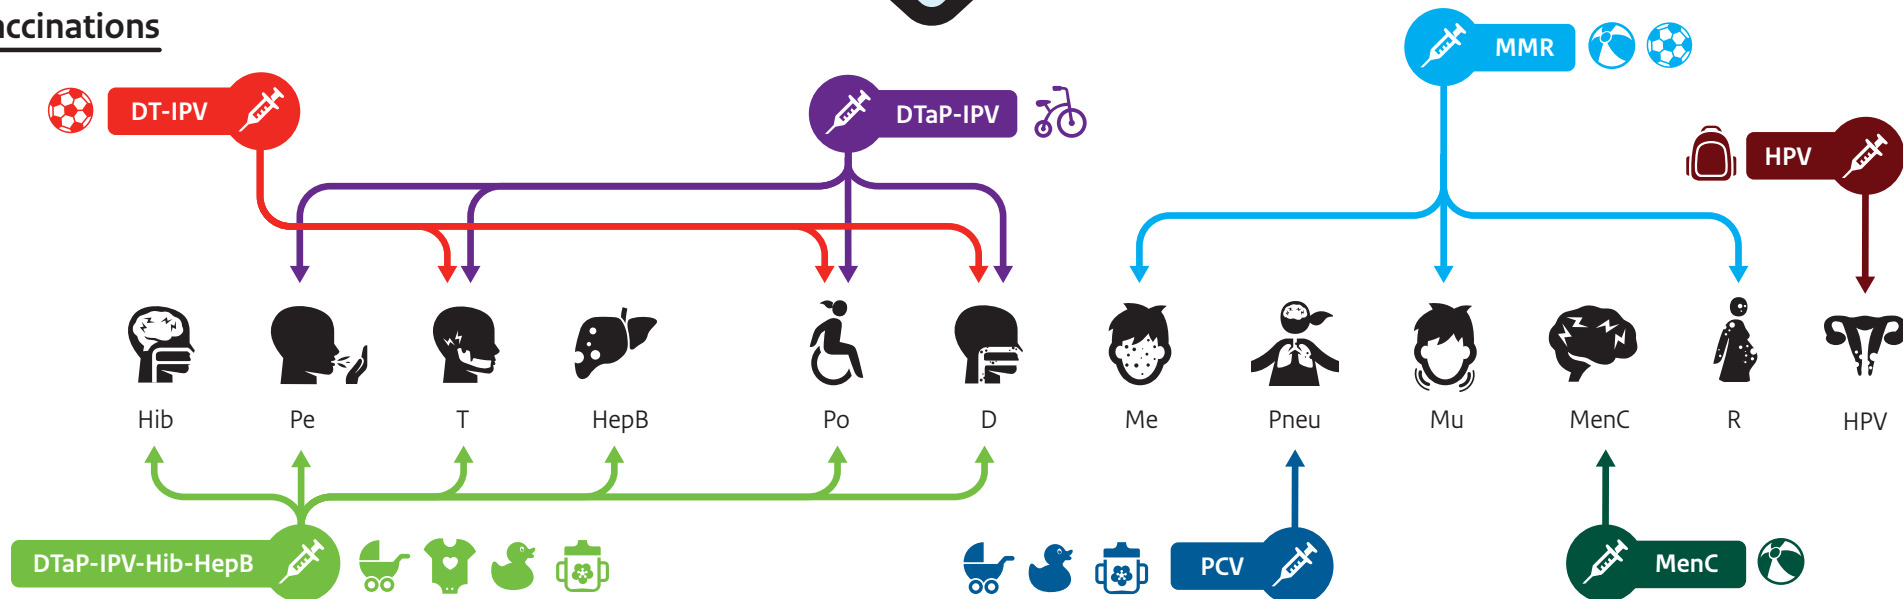 MMR
DT-IPV
DTaP-IPV
HPV
Hib Pe T HepB Po D Me Pneu Mu MenC R HPV
DTaP-IPV-Hib-HepB
PCV
MenC